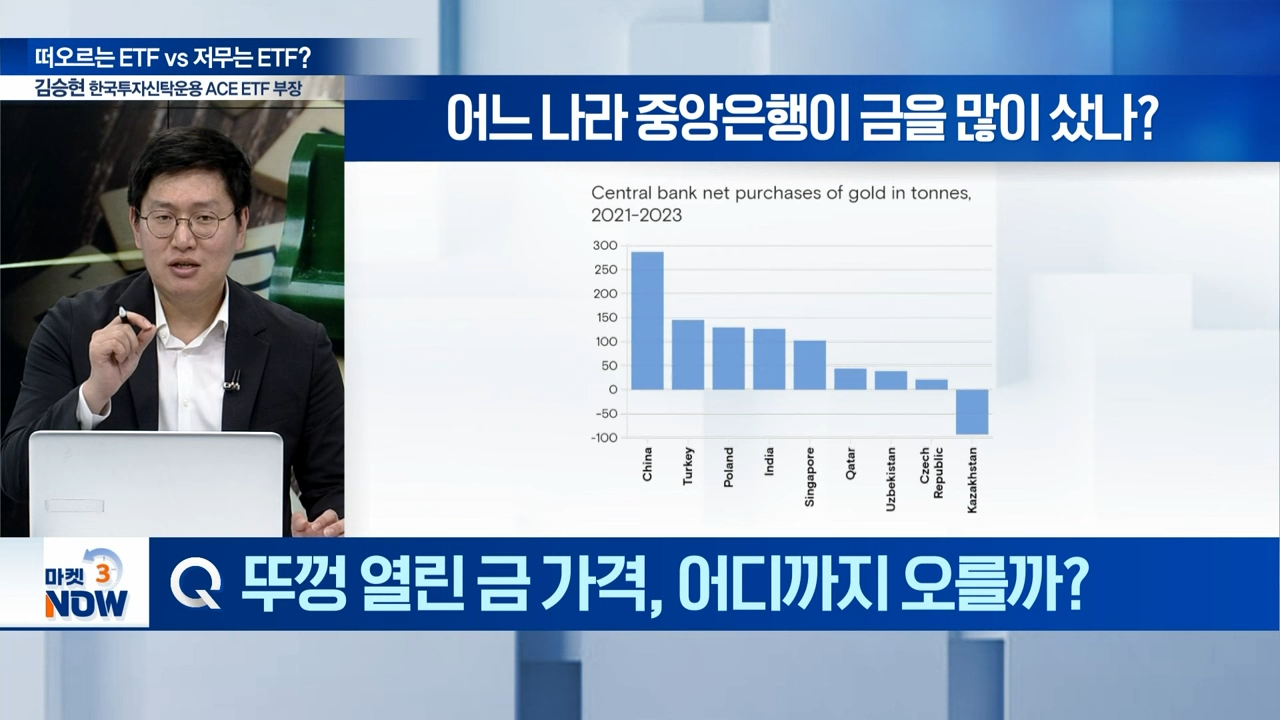 떠오르는 ETF vs 저무는 ETF?
김승현 한국투자신탁운용 ACE ETF 부장
어느 나라 중앙은행이 금을 많이 샀나?
Central bank net purchases of gold in tonnes,
2021-2023
300
250
200
150
100
50
0
-50
-100
China
Turkey
Poland
India
Singapore
Qatar
Uzbekistan
Czech
Republic
Kazakhstan
마켓 3
NOW
Q 뚜껑 열린 금 가격, 어디까지 오를까?